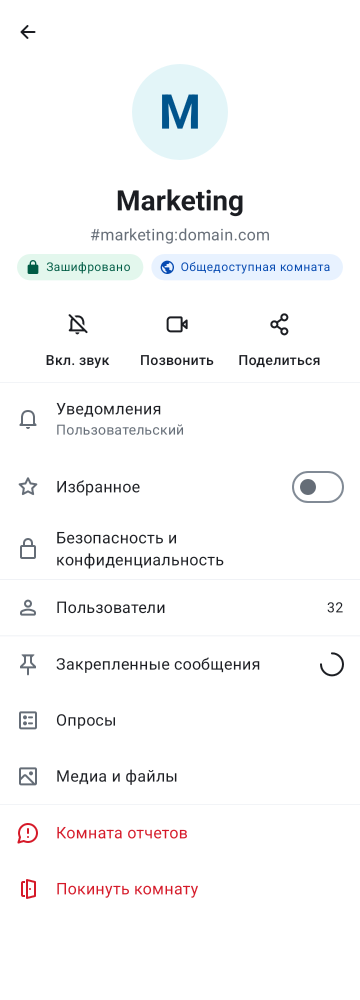 M
Marketing
#marketing:domain.com
Зашифровано
Общедоступная комната
Вкл. звук
Позвонить
Поделиться
Уведомления
Пользовательский
Избранное
Безопасность и
конфиденциальность
Пользователи 32
Закрепленные сообщения
Опросы
Медиа и файлы
Комната отчетов
Покинуть комнату